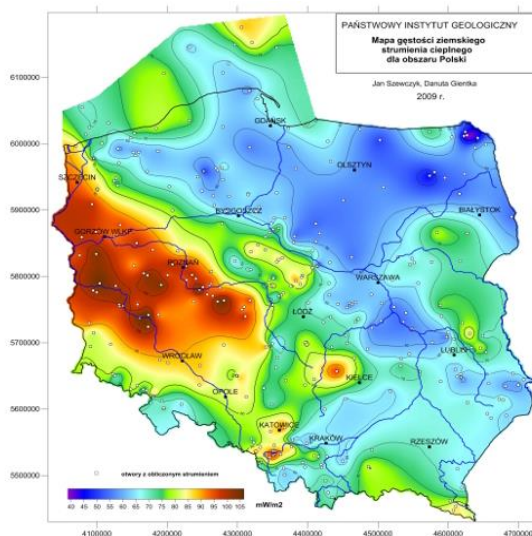 PAŃSTWOWY INSTYTUT GEOLOGICZNY
Mapa gęstości ziemskiego
strumienia cieplnego
dla obszaru Polski
Jan Szewczyk, Danuta Gientka
2009 r.
6100000
6000000
5900000
5800000
5700000
5600000
5500000
GDAŃSK
OLSZTYN
SZCZECIN
BYDGOSZCZ
BIAŁYSTOK
GORZÓW WLKP
POZNAŃ
WARSZAWA
ŁÓDŹ
WROCŁAW
LUBLIN
KIELCE
OPOLE
KATOWICE
KRAKÓW
RZESZÓW
otwory z obliczonym strumieniem
40 45 50 55 60 65 70 75 80 85 90 95 100 105
mW/m2
4100000 4200000 4300000 4400000 4500000 4600000 4700000